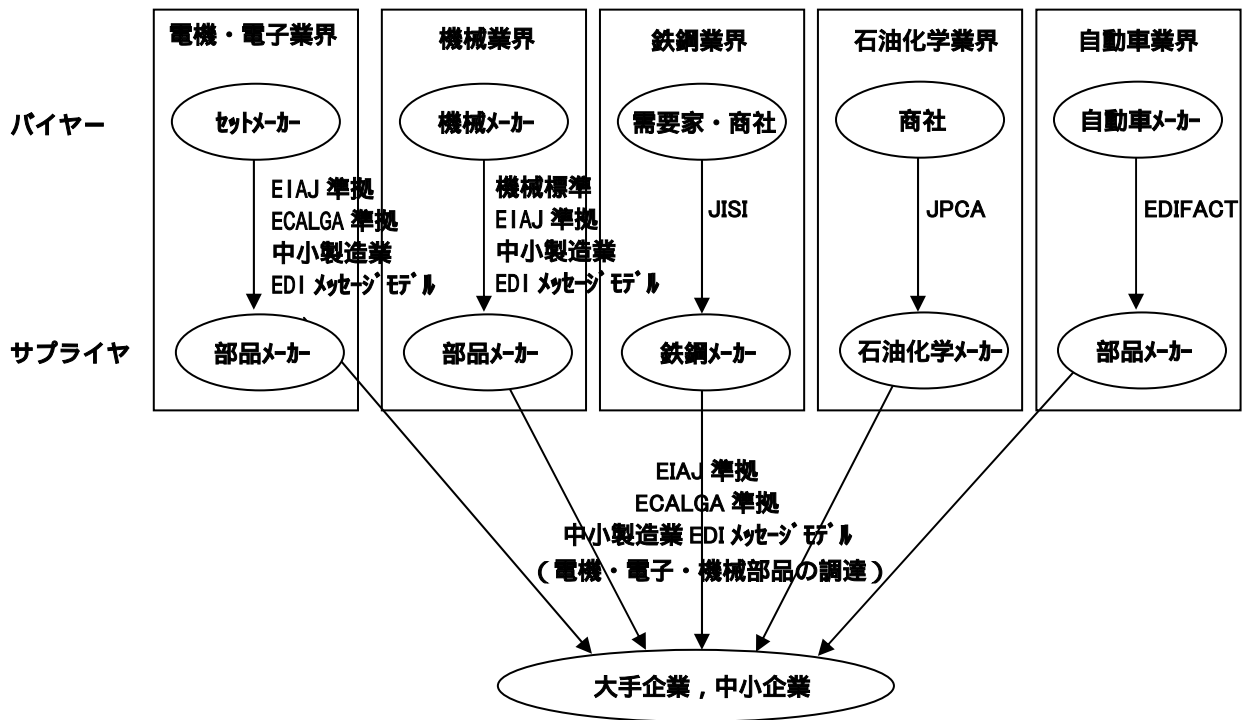 電機・電子業界
機械業界
鉄鋼業界
石油化学業界
自動車業界
バイヤー
ｾｯﾄﾒｰｶｰ
機械ﾒｰｶｰ
需要家・商社
商社
自動車ﾒｰｶｰ
EIAJ 準拠
ECALGA 準拠
中小製造業
EDI ﾒｯｾｰｼﾞﾓﾃﾞﾙ
機械標準
EIAJ 準拠
中小製造業
EDI ﾒｯｾｰｼﾞﾓﾃﾞﾙ
JISI
JPCA
EDIFACT
サプライヤ
部品ﾒｰｶｰ
部品ﾒｰｶｰ
鉄鋼ﾒｰｶｰ
石油化学ﾒｰｶｰ
部品ﾒｰｶｰ
EIAJ 準拠
ECALGA 準拠
中小製造業 EDI ﾒｯｾｰｼﾞﾓﾃﾞﾙ
（電機・電子・機械部品の調達）
大手企業，中小企業